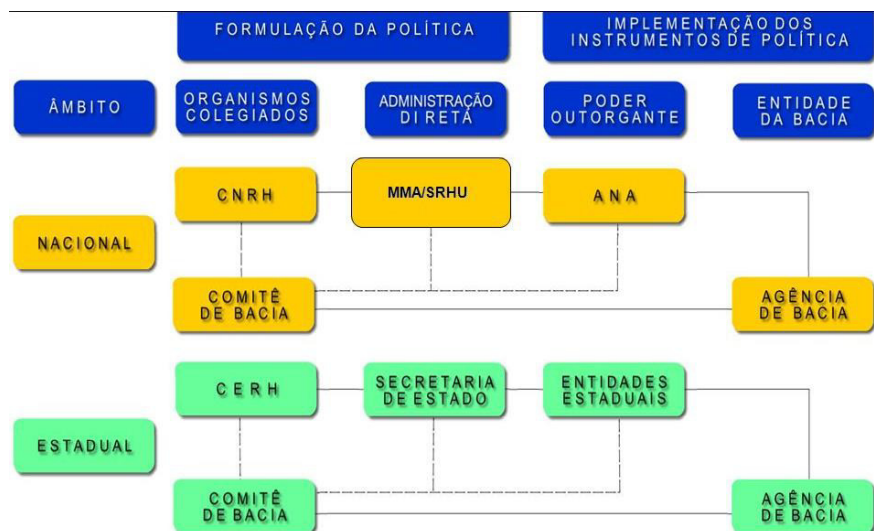 FORMULAÇÃO DA POLÍTICA
IMPLEMENTAÇÃO DOS
INSTRUMENTOS DE POLÍTICA
ÂMBITO
ORGANISMOS
COLEGIADOS
ADMINISTRAÇÃO
DIRETA
PODER
OUTORGANTE
ENTIDADE
DA BACIA
NACIONAL
CNRH
MMA/SRHU
ANA
COMITÊ
DE BACIA
AGÊNCIA
DE BACIA
ESTADUAL
CERH
SECRETARIA
DE ESTADO
ENTIDADES
ESTADUAIS
COMITÊ
DE BACIA
AGÊNCIA
DE BACIA